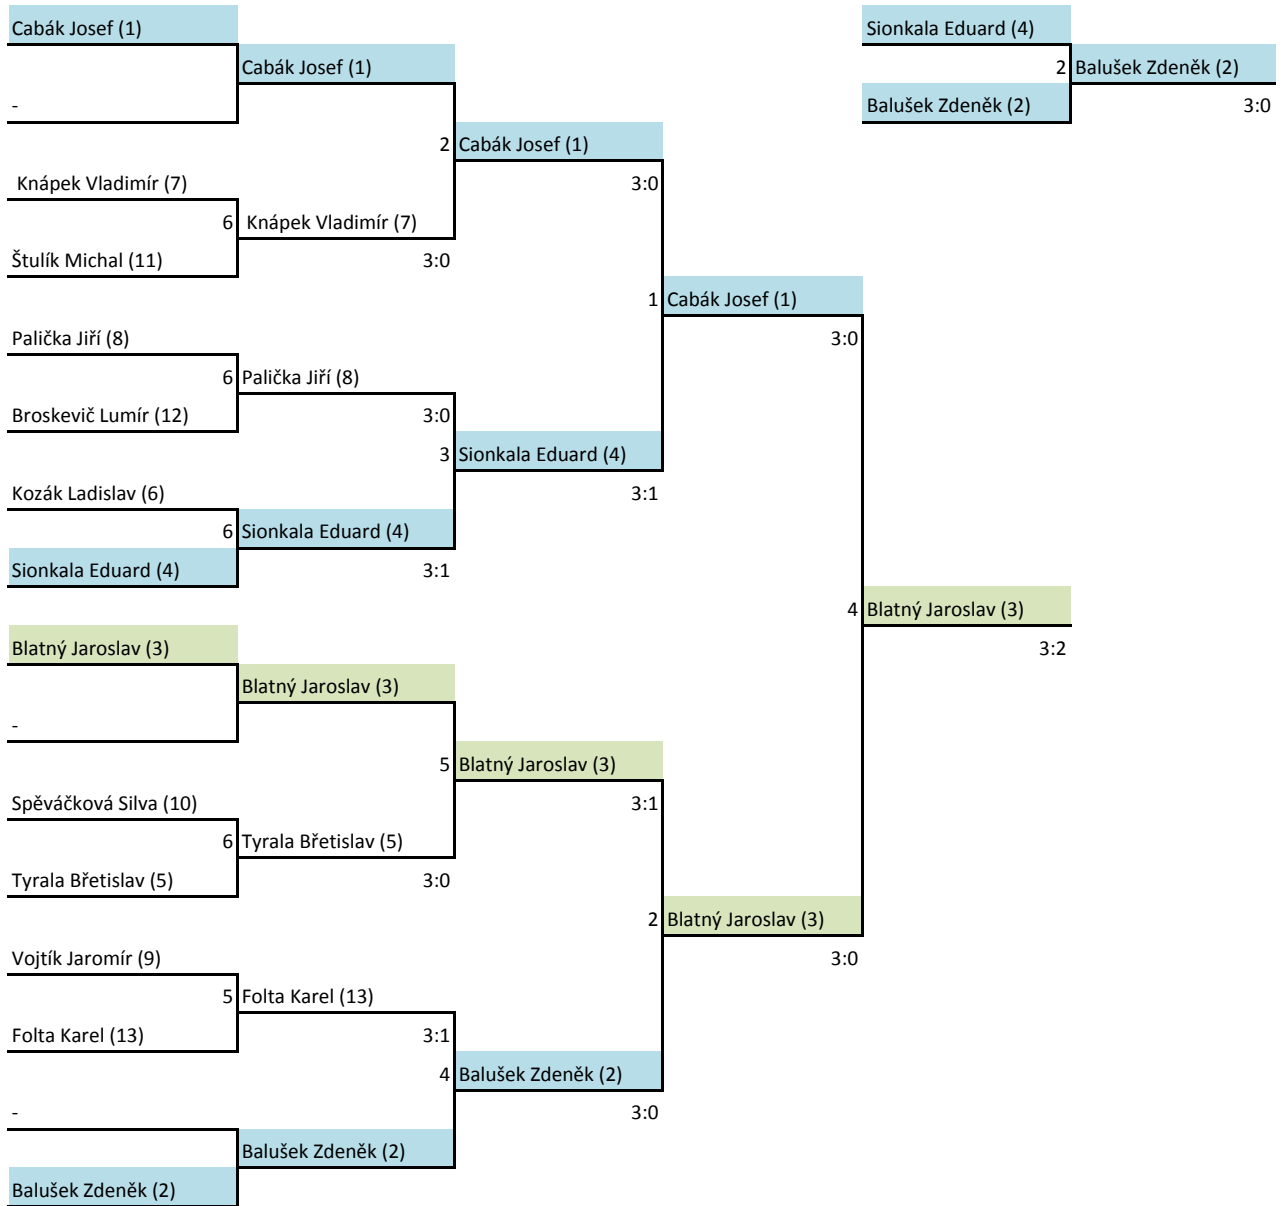 Cabák Josef (1)
Sionkala Eduard (4)
Cabák Josef (1)
2 Balušek Zdeněk (2)
-
Balušek Zdeněk (2)
3:0
2 Cabák Josef (1)
Knápek Vladimír (7)
3:0
6 Knápek Vladimír (7)
Štulík Michal (11)
3:0
1 Cabák Josef (1)
Palička Jiří (8)
3:0
6 Palička Jiří (8)
Broskevič Lumír (12)
3:0
3 Sionkala Eduard (4)
Kozák Ladislav (6)
3:1
6 Sionkala Eduard (4)
Sionkala Eduard (4)
3:1
4 Blatný Jaroslav (3)
Blatný Jaroslav (3)
3:2
Blatný Jaroslav (3)
-
5 Blatný Jaroslav (3)
Spěváčková Silva (10)
3:1
6 Tyrala Břetislav (5)
Tyrala Břetislav (5)
3:0
2 Blatný Jaroslav (3)
Vojtík Jaromír (9)
3:0
5 Folta Karel (13)
Folta Karel (13)
3:1
4 Balušek Zdeněk (2)
-
3:0
Balušek Zdeněk (2)
Balušek Zdeněk (2)